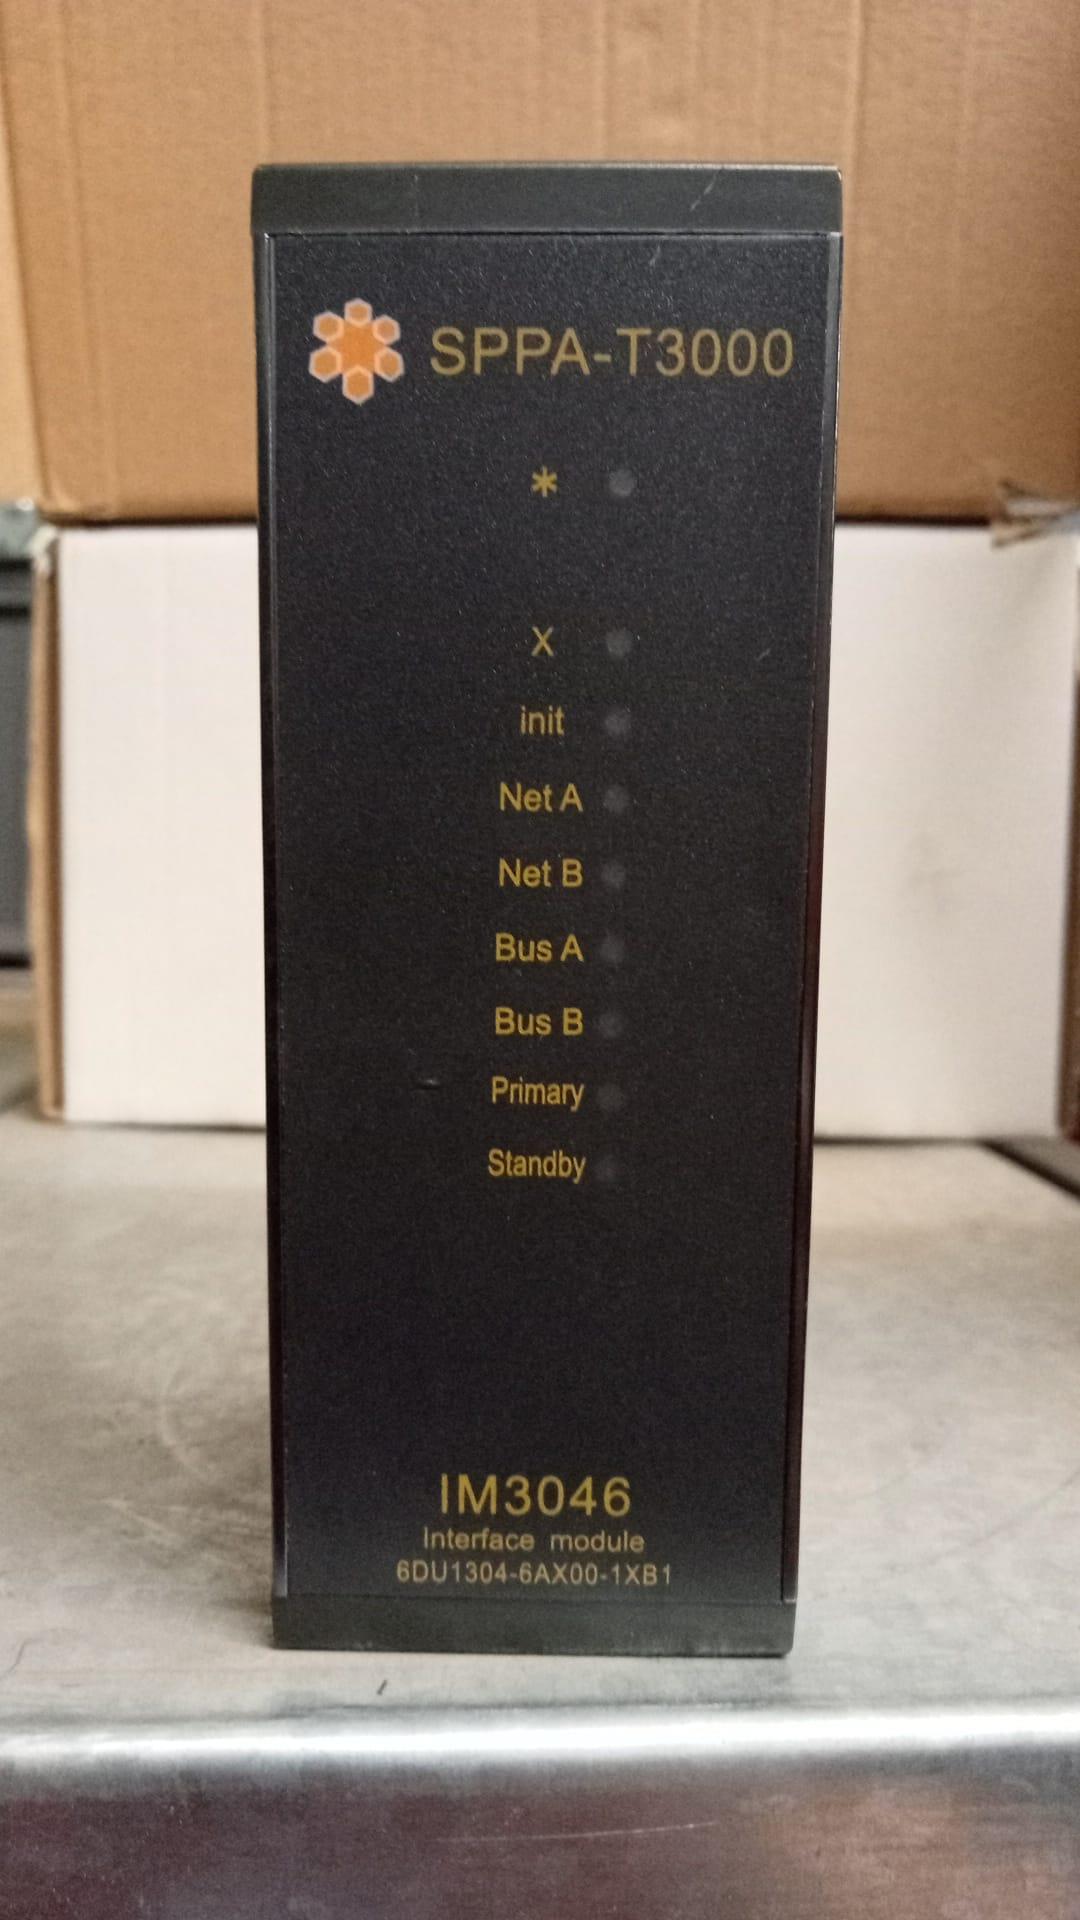 SPPA-T3000
*
X
init
Net A
Net B
Bus A
Bus B
Primary
Standby
IM3046
Interface module
6DU1304-6AX00-1XB1